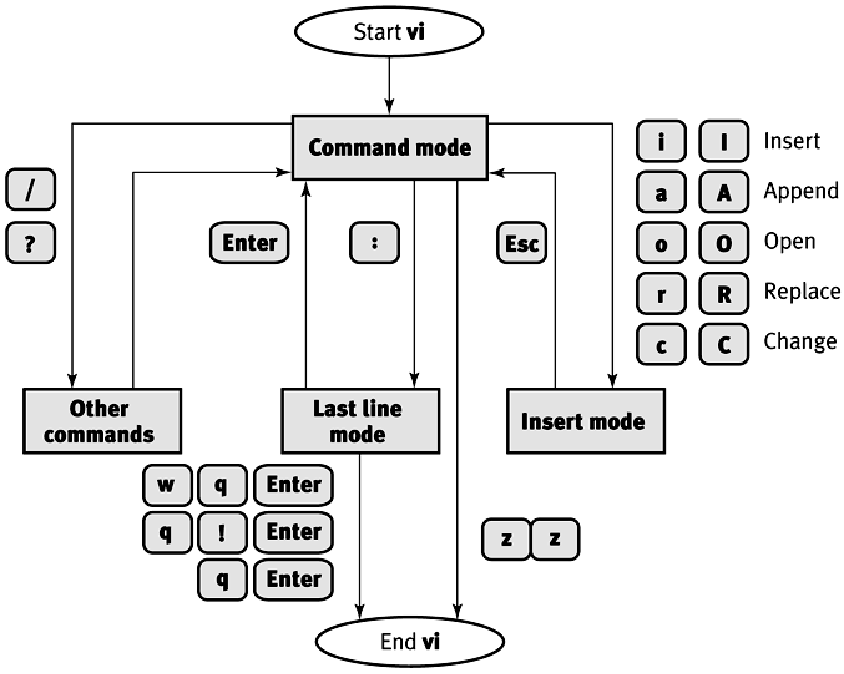 Start vi
Command mode
i I Insert
/
a A Append
?
Enter
:
Esc
o O Open
r R Replace
c C Change
Other
commands
Last line
mode
Insert mode
w q Enter
q ! Enter
z z
q Enter
End vi